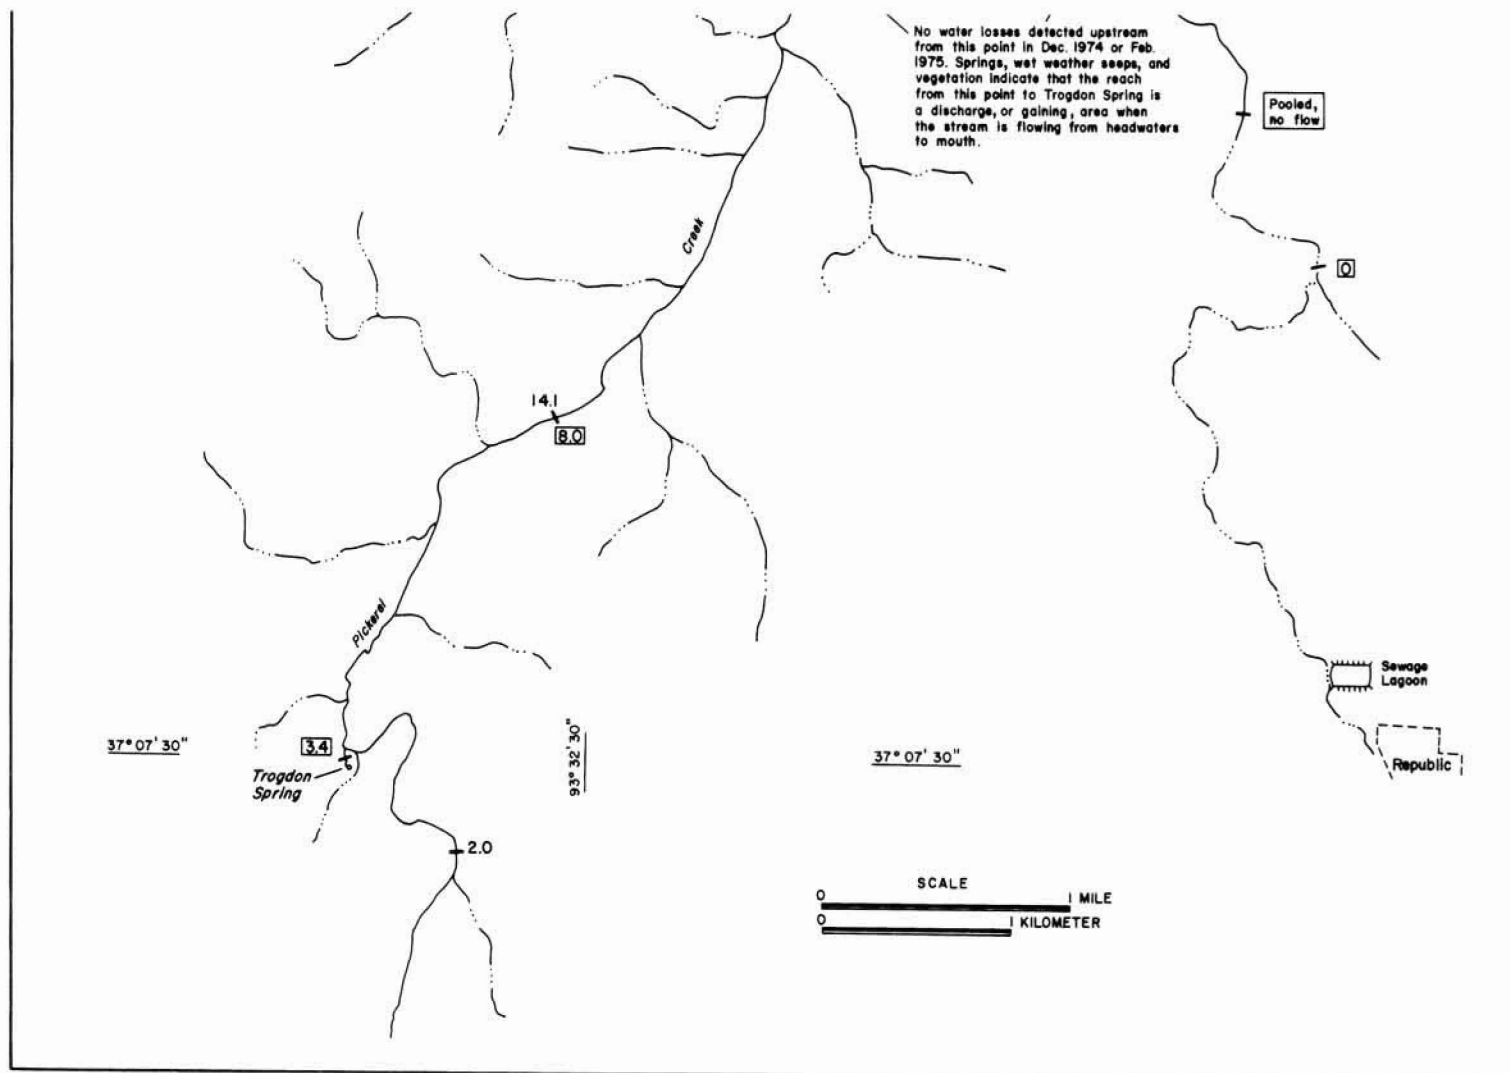 No water losses detected upstream
from this point in Dec. 1974 or Feb.
1975. Springs, wet weather seeps, and
vegetation indicate that the reach
from this point to Trogdon Spring is
a discharge, or gaining, area when
the stream is flowing from headwaters
to mouth.
Pooled,
no flow
Creek
0
14.1
8.0
Pickerel
Sewage
Lagoon
37° 07' 30"
3.4
Trogdon
Spring
93° 32' 30"
37° 07' 30"
Republic
2.0
SCALE
0 1 MILE
0 1 KILOMETER